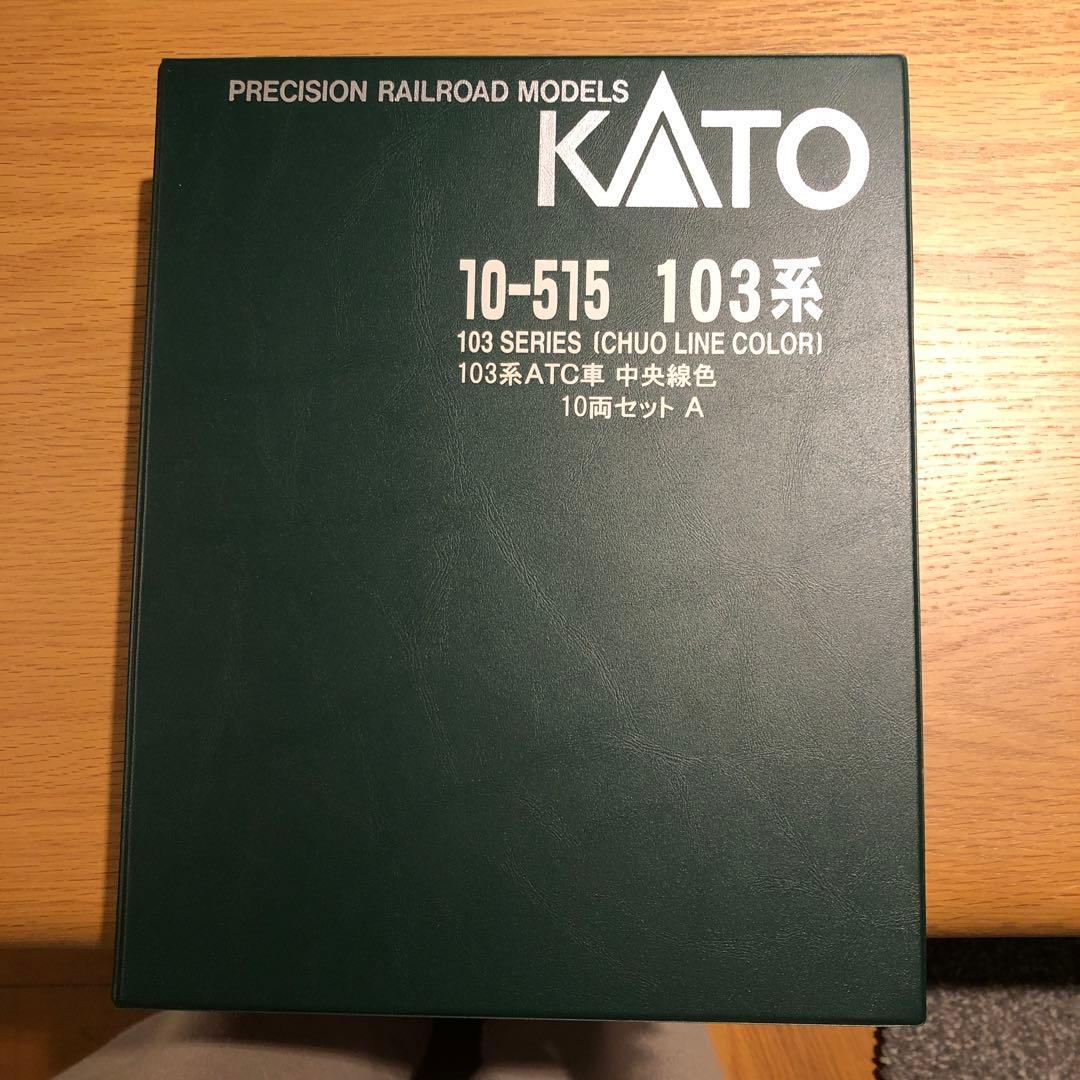 PRECISION RAILROAD MODELS
KATO
10-515 103系
103 SERIES (CHUO LINE COLOR)
103系ATC車 中央線色
10両セット A